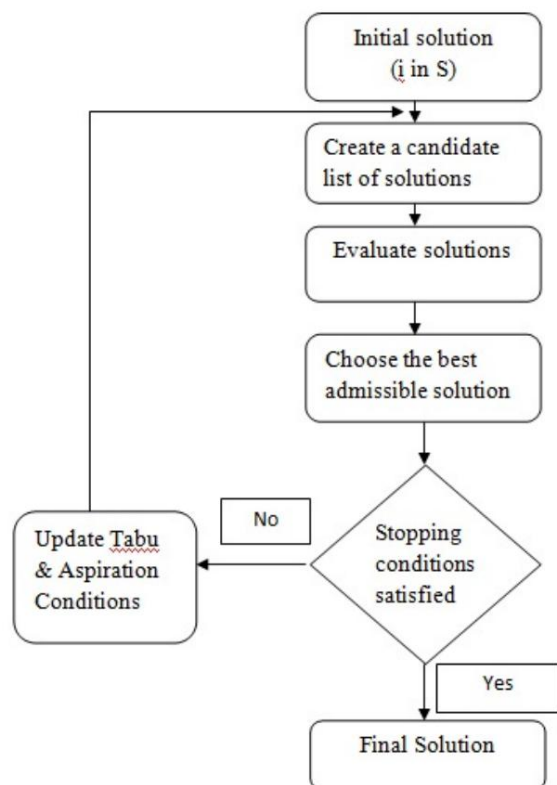 Initial solution
(i in S)
Create a candidate
list of solutions
Evaluate solutions
Choose the best
admissible solution
Stopping
conditions
satisfied
No
Update Tabu
& Aspiration
Conditions
Yes
Final Solution